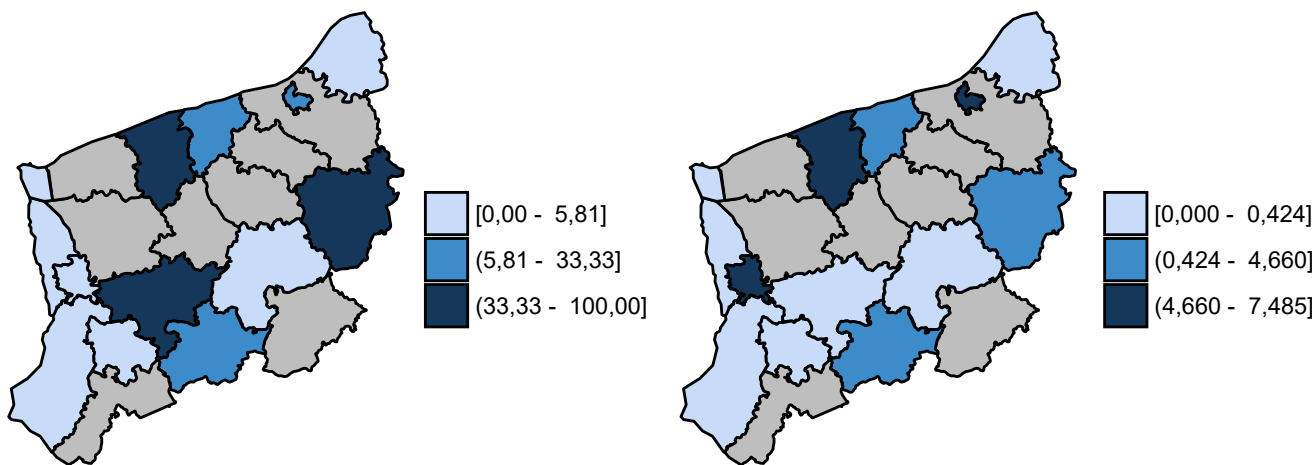 [0,00 - 5,81]
(5,81 - 33,33]
(33,33 - 100,00]
[0,000 - 0,424]
(0,424 - 4,660]
(4,660 - 7,485]